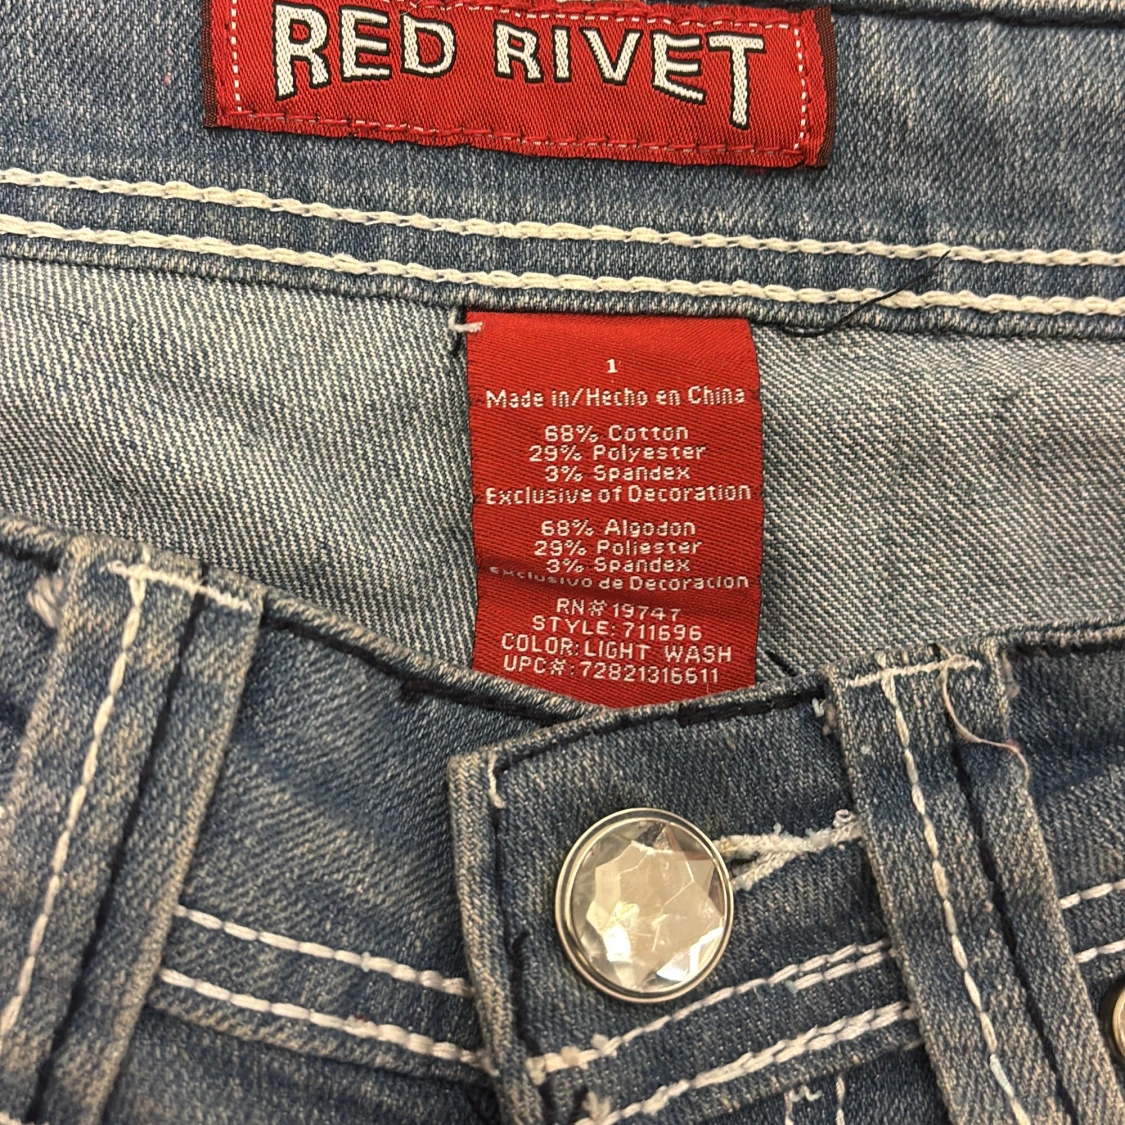 RED RIVET
1
Made in/Hecho en China
68% Cotton
29% Polyester
3% Spandex
Exclusive of Decoration
68% Algodon
29% Poliester
3% Spandex
Exclusivo de Decoracion
RN# 19747
STYLE: 711696
COLOR: LIGHT WASH
UPC#: 72821316611